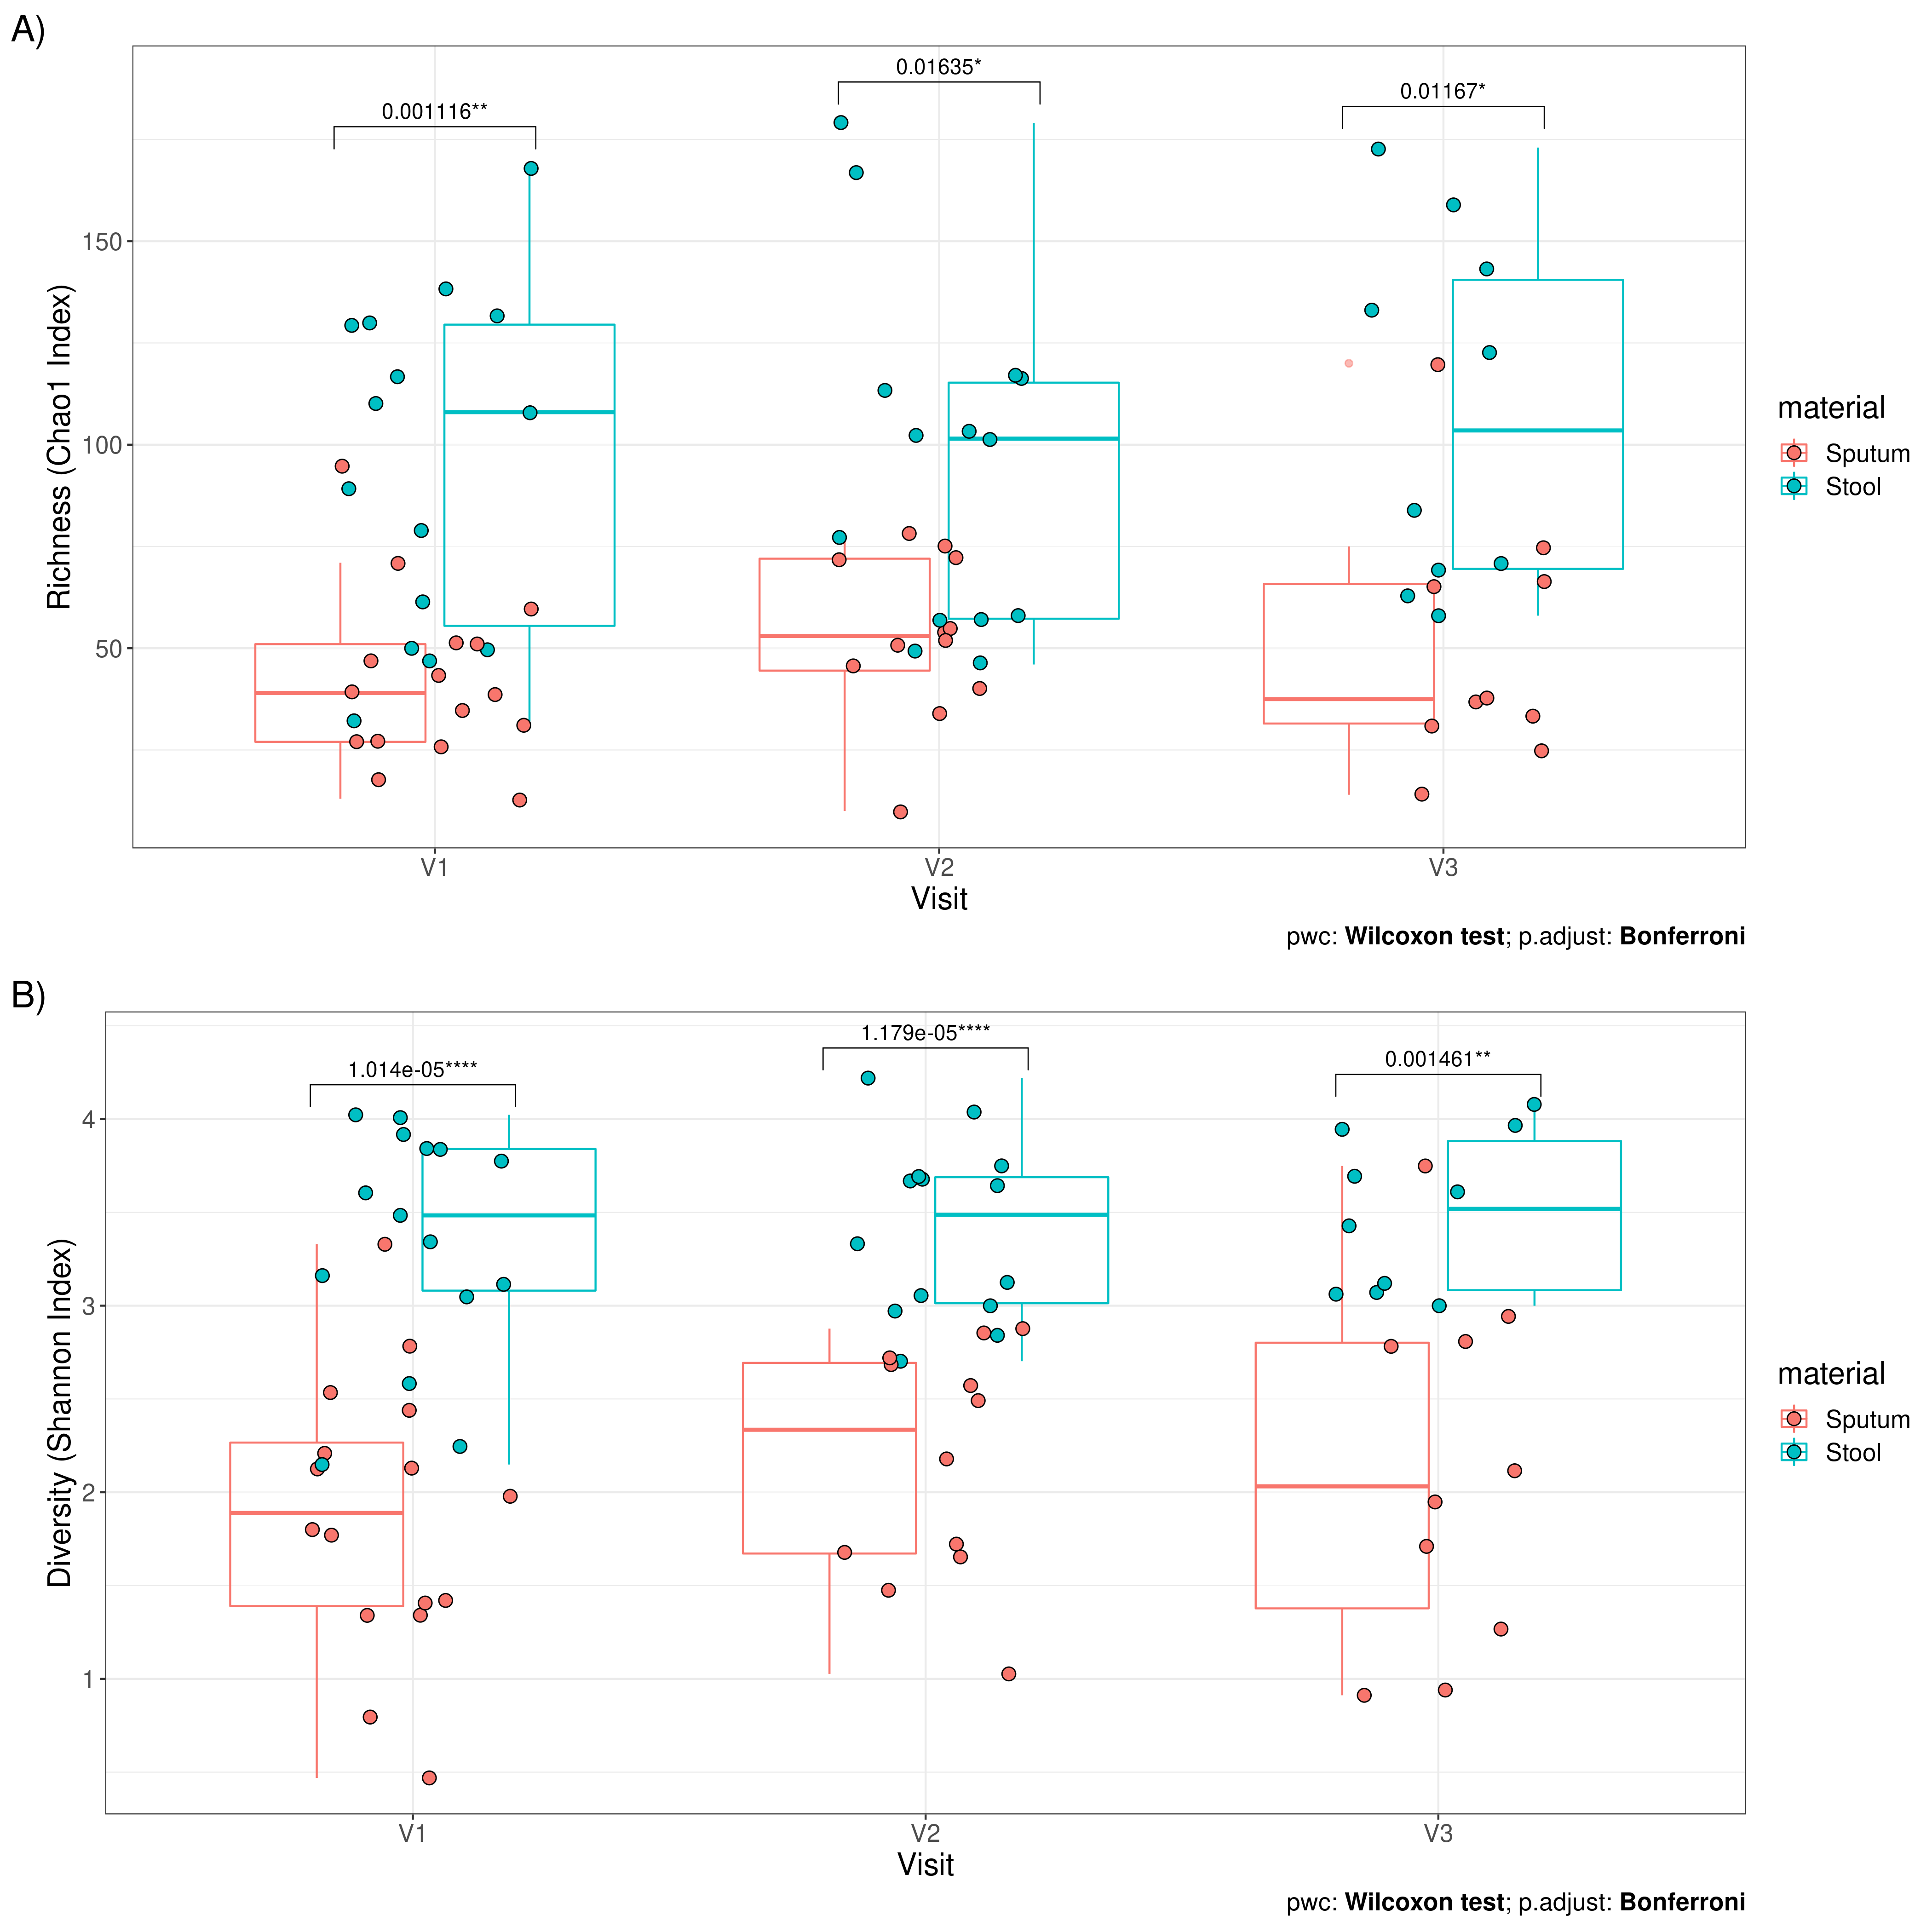 A)
0.001116**
0.01635*
0.01167*
Richness (Chao1 Index)
150
100
50
V1
V2
V3
Visit
material
Sputum
Stool
pwc: Wilcoxon test; p.adjust: Bonferroni
B)
1.014e-05****
1.179e-05****
0.001461**
Diversity (Shannon Index)
4
3
2
1
V1
V2
V3
Visit
material
Sputum
Stool
pwc: Wilcoxon test; p.adjust: Bonferroni